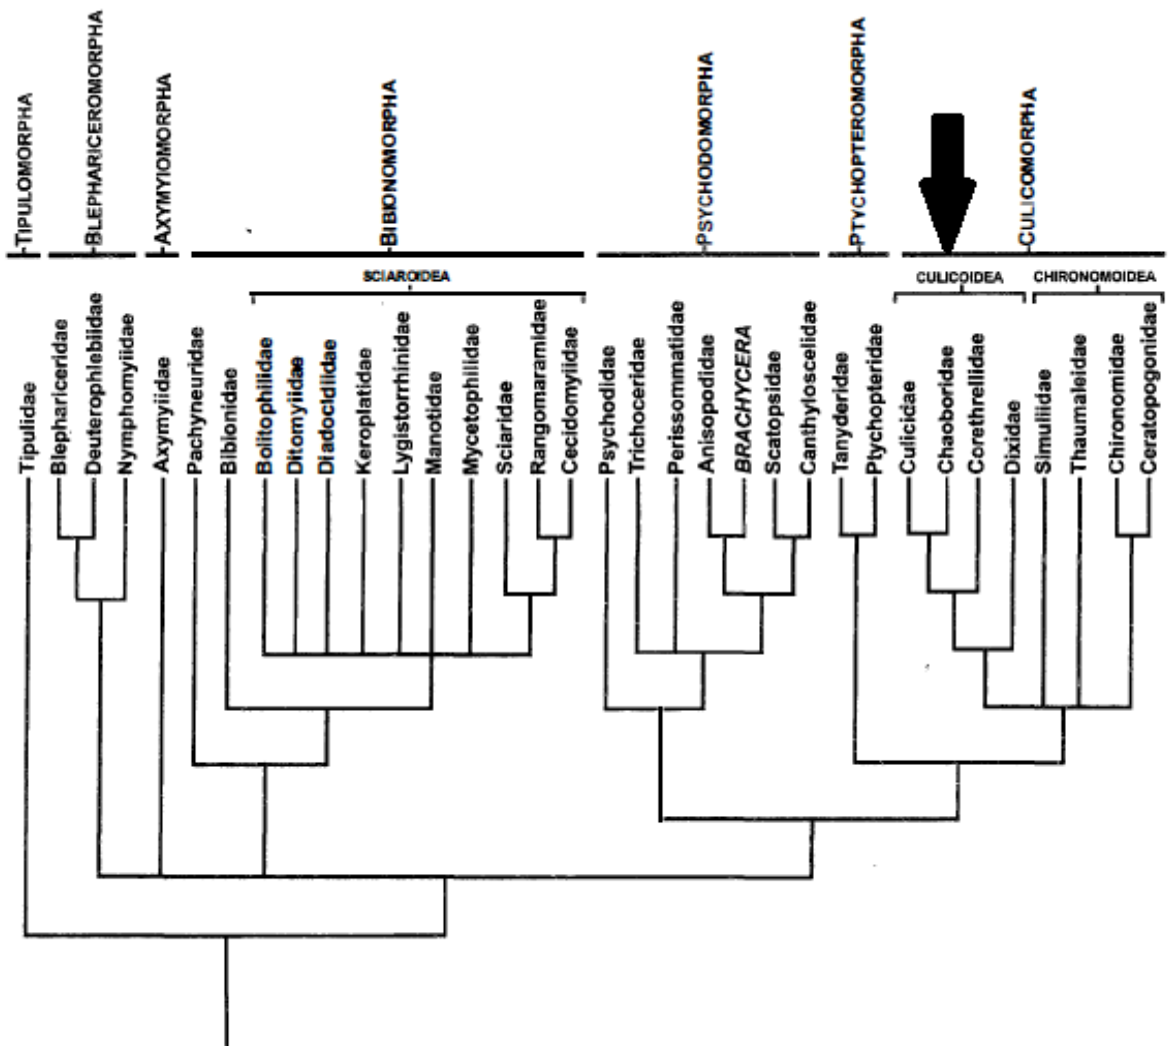 TIPULOMORPHA
BLEPHARICEROMORPHA
AXYMYIOMORPHA
BIBIONOMORPHA
PSYCHODOMORPHA
PTYCHOPTEROMORPHA
CULICOMORPHA
SCIAROIDEA
CULICOIDEA
CHIRONOMOIDEA
Tipulidae
Blephariceridae
Deuterophlebiidae
Nymphomyiidae
Axymyiidae
Pachyneuridae
Bibionidae
Bolitophilidae
Ditomyiidae
Diadocidiidae
Keroplatidae
Lygistorrhinidae
Manotidae
Mycetophilidae
Sciaridae
Rangomaramidae
Cecidomyiidae
Psychodidae
Trichoceridae
Perissommatidae
Anisopodidae
BRACHYCERA
Scatopsidae
Canthyloscelidae
Tanyderidae
Ptychopteridae
Culicidae
Chaoboridae
Corethrellidae
Dixidae
Simuliidae
Thaumaleidae
Chironomidae
Ceratopogonidae